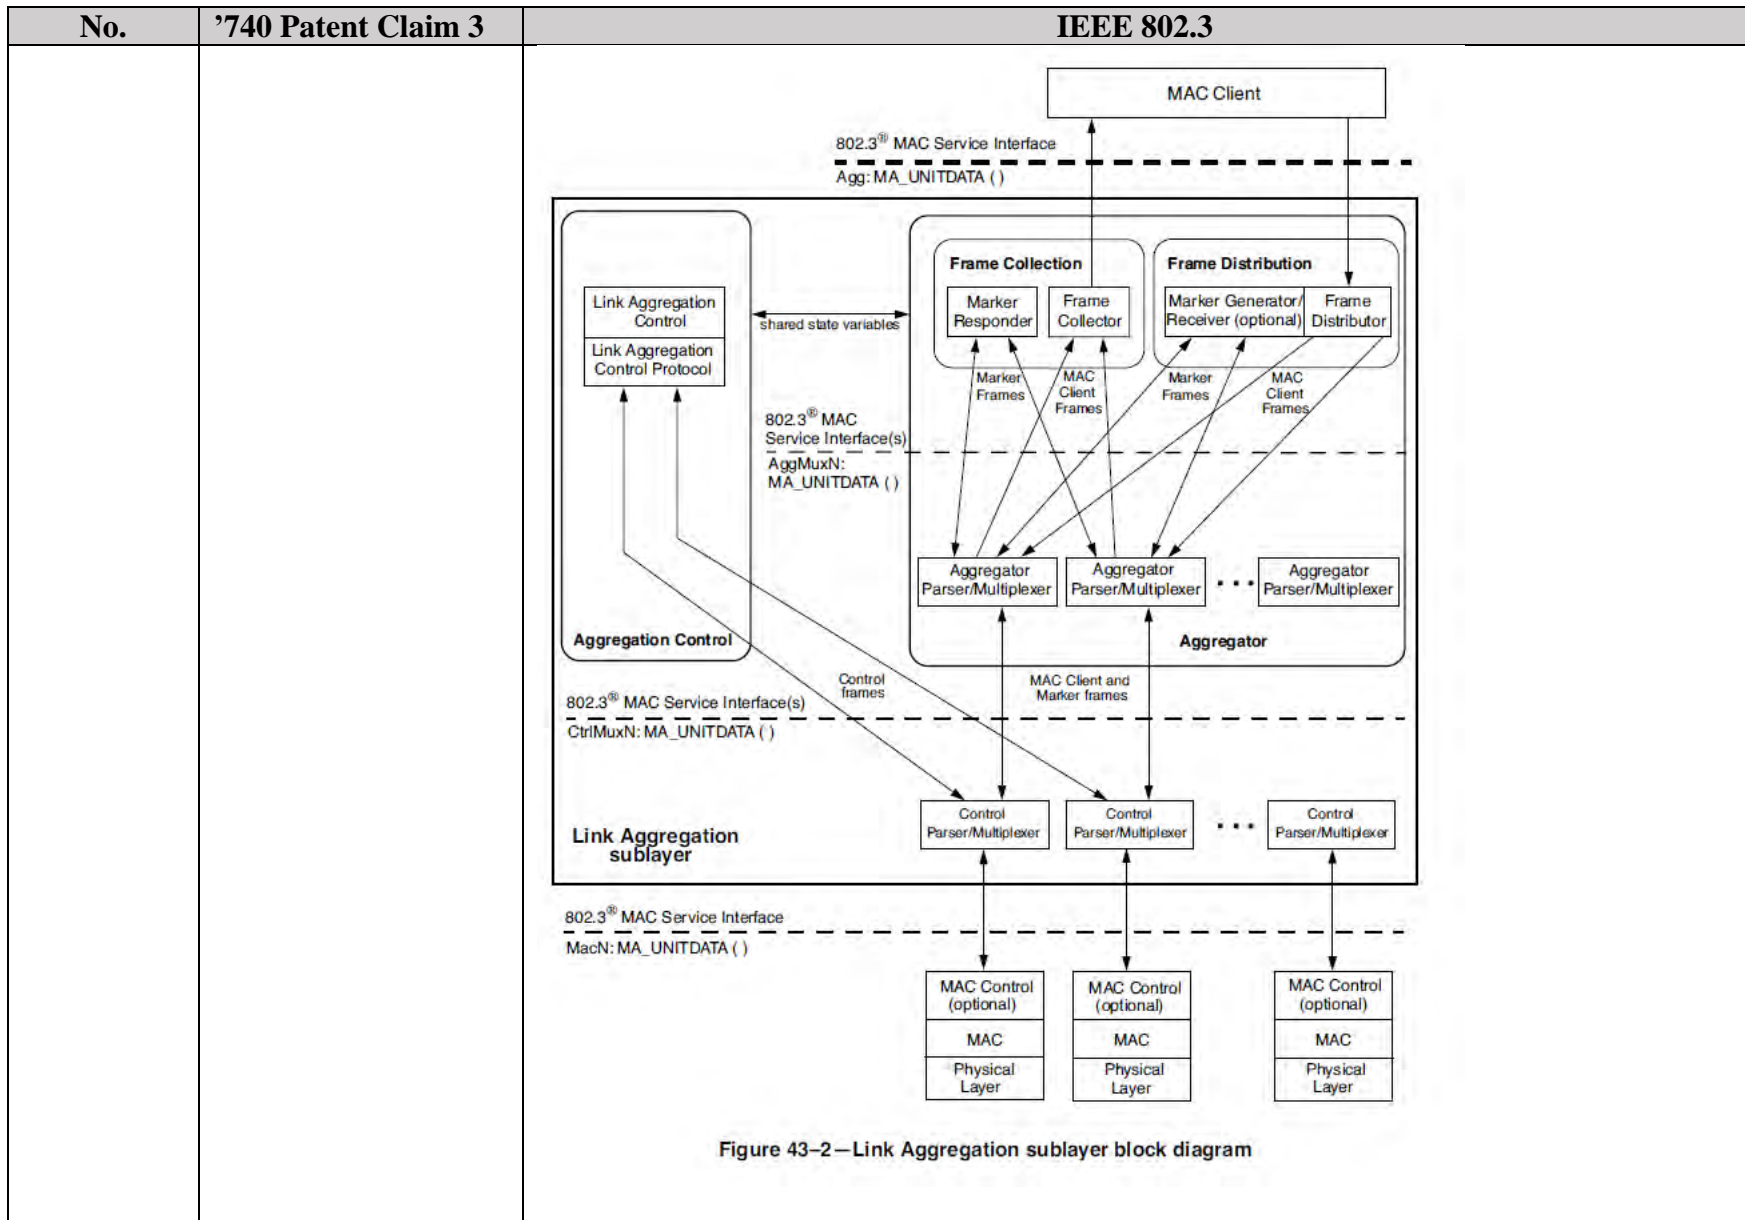 No.
’740 Patent Claim 3
IEEE 802.3
MAC Client
802.3® MAC Service Interface
Agg: MA_UNITDATA ( )
Frame Collection
Frame Distribution
Link Aggregation
Control
Link Aggregation
Control Protocol
shared state variables
Marker
Responder
Frame
Collector
Marker Generator/
Receiver (optional)
Frame
Distributor
Marker
Frames
MAC
Client
Frames
Marker
Frames
MAC
Client
Frames
802.3® MAC
Service Interface(s)
AggMuxN:
MA_UNITDATA ( )
Aggregator
Parser/Multiplexer
Aggregator
Parser/Multiplexer
Aggregator
Parser/Multiplexer
Aggregation Control
Aggregator
Control
frames
MAC Client and
Marker frames
802.3® MAC Service Interface(s)
CtrlMuxN: MA_UNITDATA ( )
Control
Parser/Multiplexer
Control
Parser/Multiplexer
Control
Parser/Multiplexer
Link Aggregation
sublayer
802.3® MAC Service Interface
MacN: MA_UNITDATA ( )
MAC Control
(optional)
MAC
Physical
Layer
MAC Control
(optional)
MAC
Physical
Layer
MAC Control
(optional)
MAC
Physical
Layer
Figure 43–2—Link Aggregation sublayer block diagram